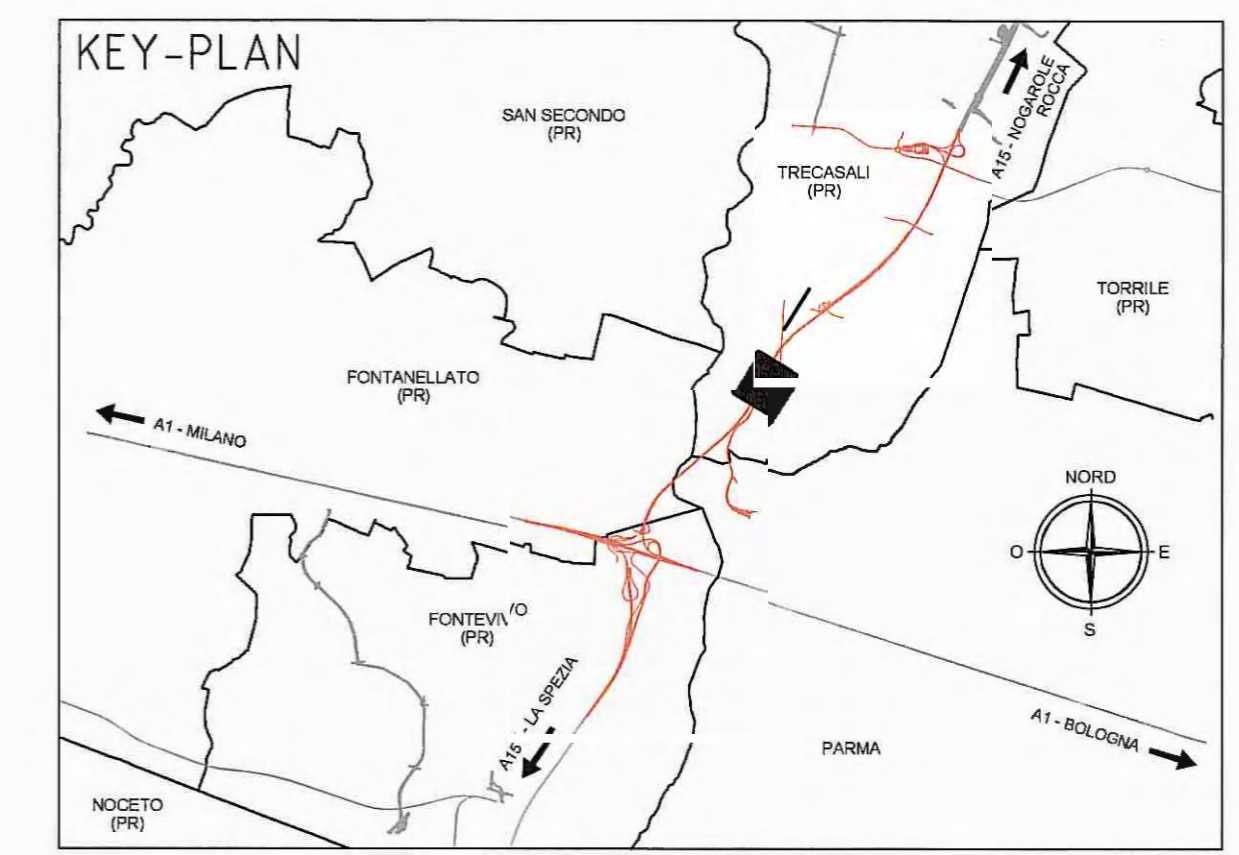 KEY-PLAN
SAN SECONDO
(PR)
A15 - NOGAROLE
ROCCA
TRECASALI
(PR)
TORRILE
(PR)
FONTANELLATO
(PR)
A1 - MILANO
NORD
O
E
S
FONTEVIVO
(PR)
A15 - LA SPEZIA
A1 - BOLOGNA
PARMA
NOCETO
(PR)